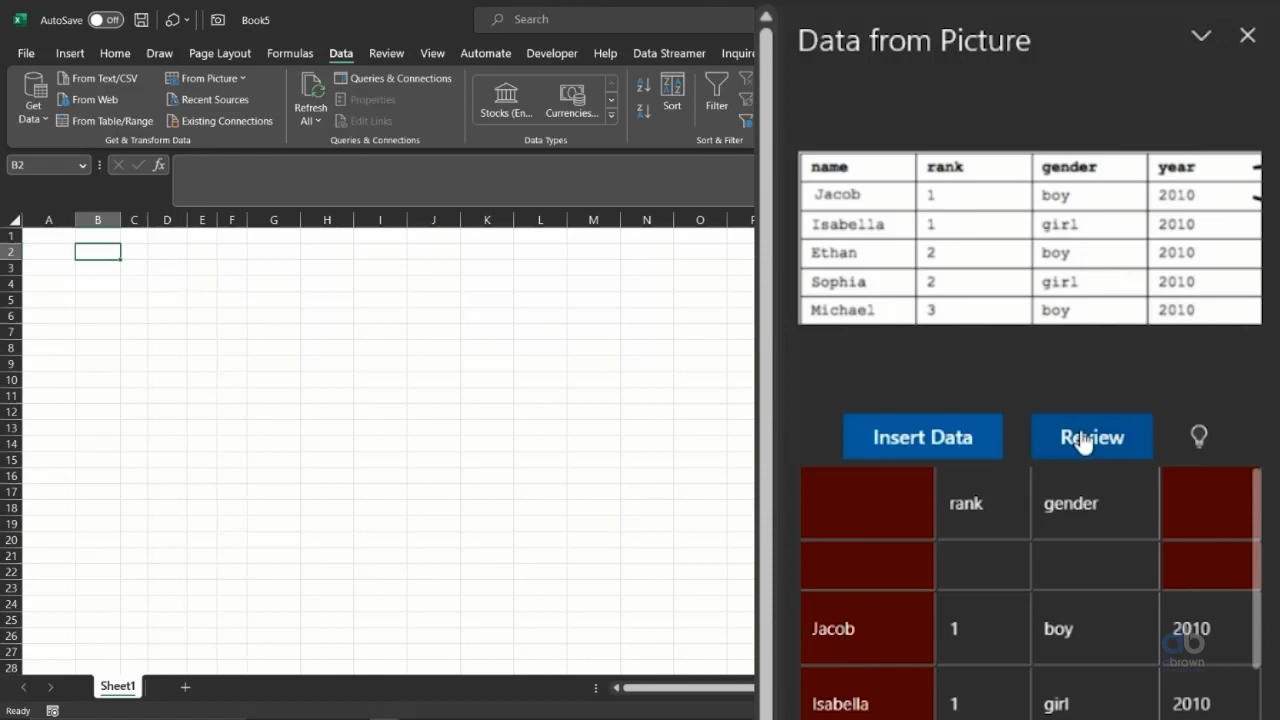 AutoSave Off Book5 Search
File Insert Home Draw Page Layout Formulas Data Review View Automate Developer Help Data Streamer Inquire
Get Data
From Text/CSV
From Web
From Table/Range
From Picture
Recent Sources
Existing Connections
Get & Transform Data
Refresh All
Queries & Connections
Properties
Edit Links
Queries & Connections
Stocks (En...
Currencies...
Data Types
Sort
Filter
Sort & Filter
B2 fx
A B C D E F G H I J K L M N O
1
2
3
4
5
6
7
8
9
10
11
12
13
14
15
16
17
18
19
20
21
22
23
24
25
26
27
28
Sheet1
Ready
Data from Picture
name rank gender year
Jacob 1 boy 2010
Isabella 1 girl 2010
Ethan 2 boy 2010
Sophia 2 girl 2010
Michael 3 boy 2010
Insert Data Review
rank gender
Jacob 1 boy 2010
ab
abrown
Isabella 1 girl 2010